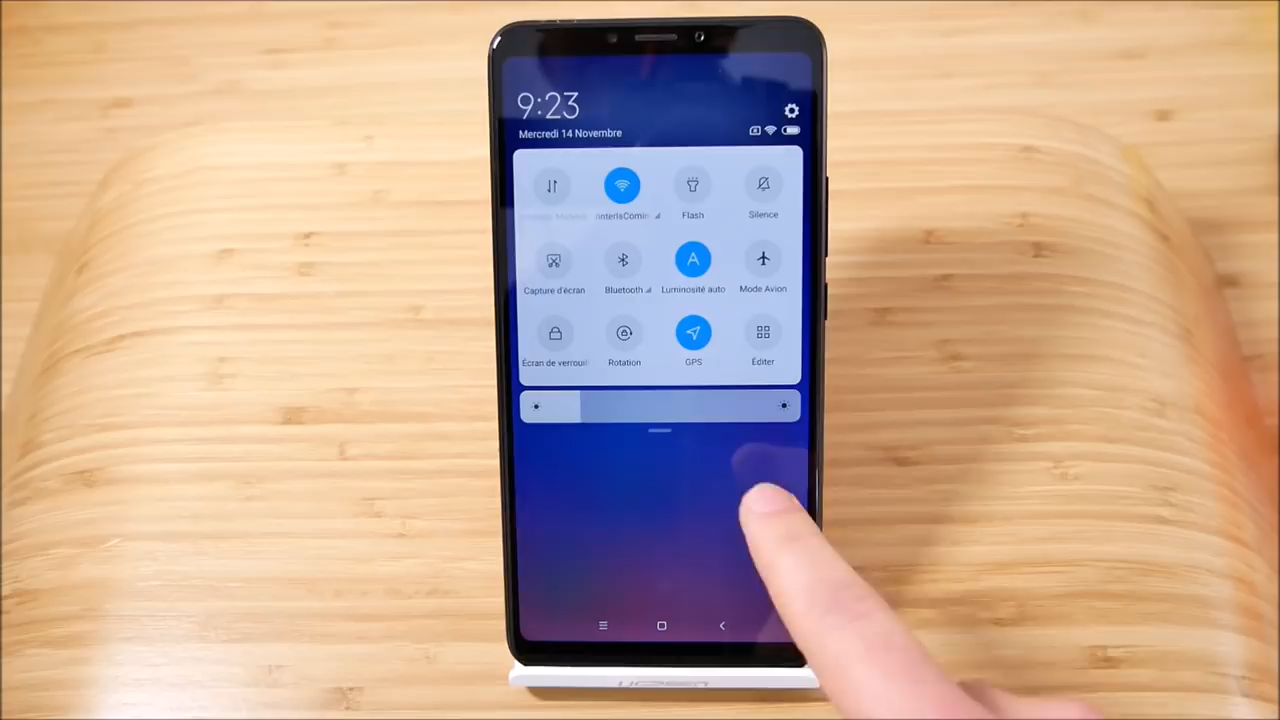 9:23
Mercredi 14 Novembre
nterIsComin
Flash
Silence
Capture d'écran
Bluetooth
Luminosité auto
Mode Avion
Écran de verrouil
Rotation
GPS
Éditer